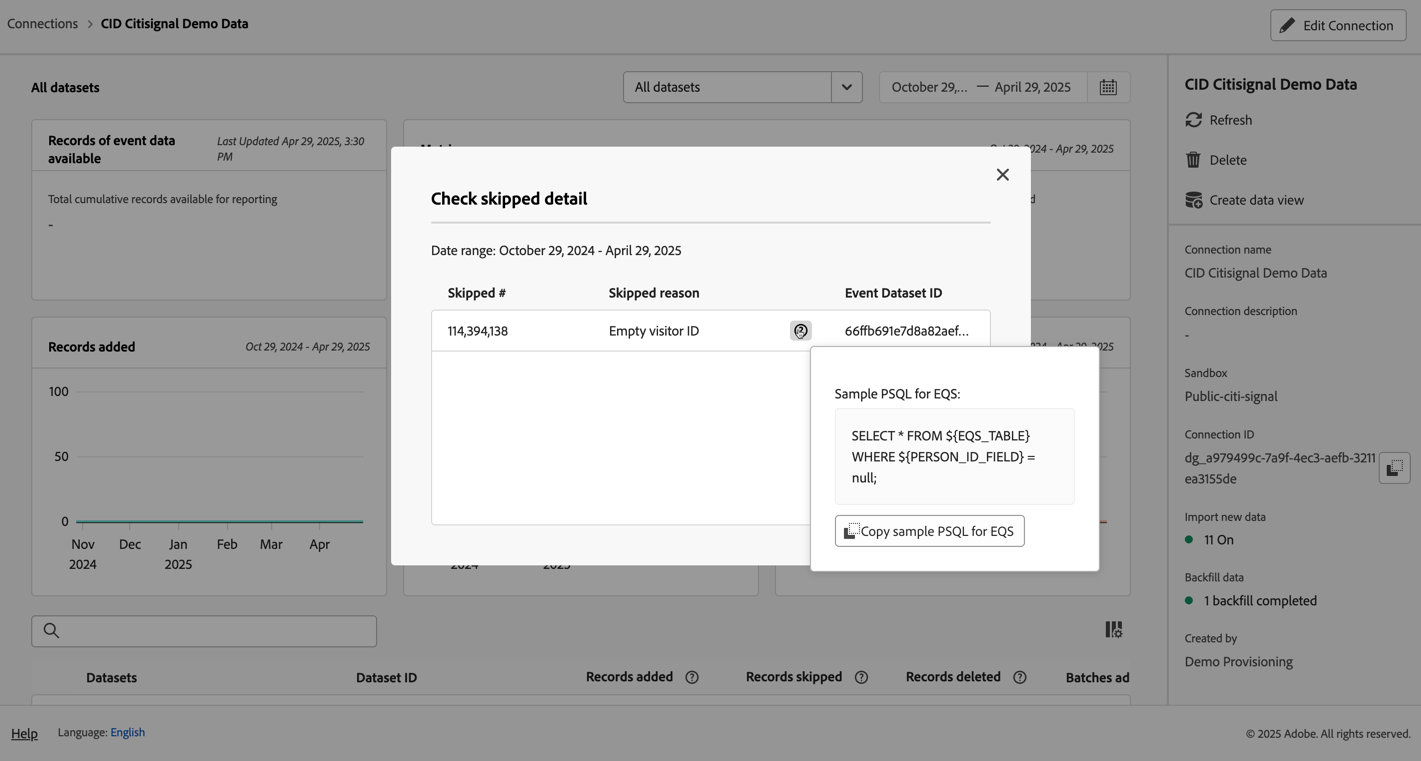 Connections > CID Citisignal Demo Data
Edit Connection
All datasets
All datasets
October 29,... — April 29, 2025
Records of event data available
Last Updated Apr 29, 2025, 3:30 PM
Total cumulative records available for reporting
-
2024 - Apr 29, 2025
Check skipped detail
Date range: October 29, 2024 - April 29, 2025
Skipped #
Skipped reason
Event Dataset ID
114,394,138
Empty visitor ID
66ffb691e7d8a82aef...
Sample PSQL for EQS:
SELECT * FROM ${EQS_TABLE}
WHERE ${PERSON_ID_FIELD} =
null;
Copy sample PSQL for EQS
Records added
Oct 29, 2024 - Apr 29, 2025
100
50
0
Nov 2024
Dec
Jan 2025
Feb
Mar
Apr
Datasets
Dataset ID
Records added
Records skipped
Records deleted
Batches ad
CID Citisignal Demo Data
Refresh
Delete
Create data view
Connection name
CID Citisignal Demo Data
Connection description
-
Sandbox
Public-citi-signal
Connection ID
dg_a979499c-7a9f-4ec3-aefb-3211
ea3155de
Import new data
11 On
Backfill data
1 backfill completed
Created by
Demo Provisioning
Help
Language: English
© 2025 Adobe. All rights reserved.